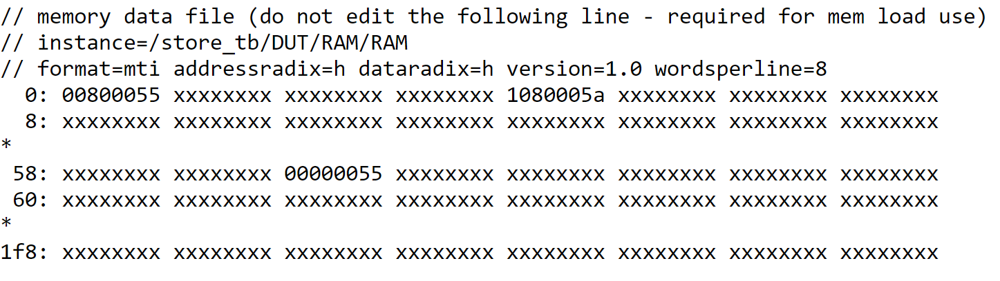 // memory data file (do not edit the following line - required for mem load use)
// instance=/store_tb/DUT/RAM/RAM
// format=mti addressradix=h dataradix=h version=1.0 wordsperline=8
  0: 00800055 xxxxxxxx xxxxxxxx xxxxxxxx 1080005a xxxxxxxx xxxxxxxx xxxxxxxx
  8: xxxxxxxx xxxxxxxx xxxxxxxx xxxxxxxx xxxxxxxx xxxxxxxx xxxxxxxx xxxxxxxx
*
 58: xxxxxxxx xxxxxxxx 00000055 xxxxxxxx xxxxxxxx xxxxxxxx xxxxxxxx xxxxxxxx
 60: xxxxxxxx xxxxxxxx xxxxxxxx xxxxxxxx xxxxxxxx xxxxxxxx xxxxxxxx xxxxxxxx
*
1f8: xxxxxxxx xxxxxxxx xxxxxxxx xxxxxxxx xxxxxxxx xxxxxxxx xxxxxxxx xxxxxxxx